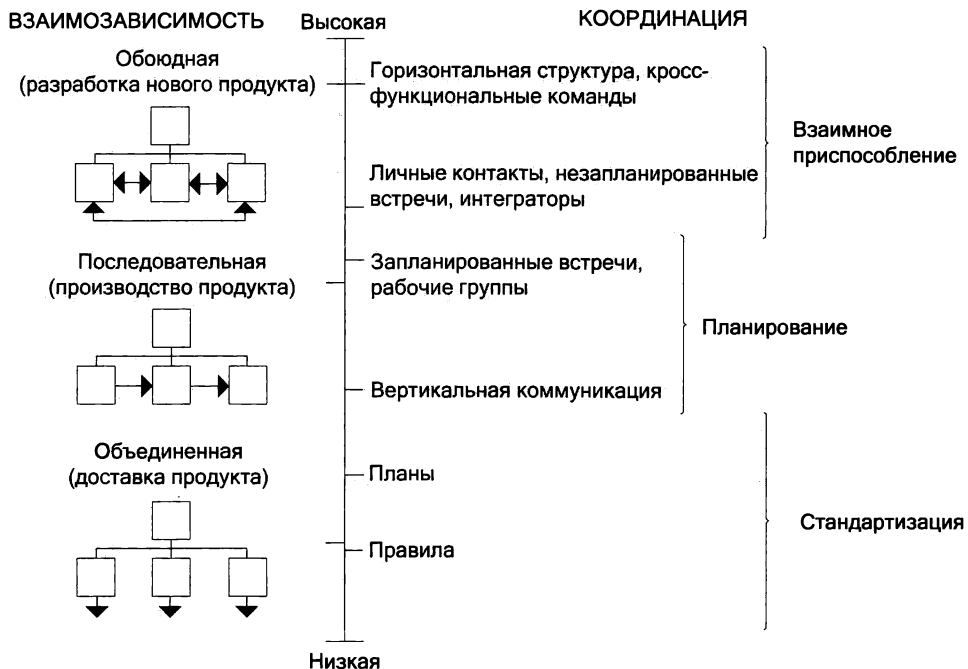 ВЗАИМОЗАВИСИМОСТЬ
Высокая
КООРДИНАЦИЯ
Обоюдная
(разработка нового продукта)
Горизонтальная структура, кросс-
функциональные команды
Взаимное
приспособление
Личные контакты, незапланированные
встречи, интеграторы
Последовательная
(производство продукта)
Запланированные встречи,
рабочие группы
Планирование
Вертикальная коммуникация
Объединенная
(доставка продукта)
Планы
Стандартизация
Правила
Низкая